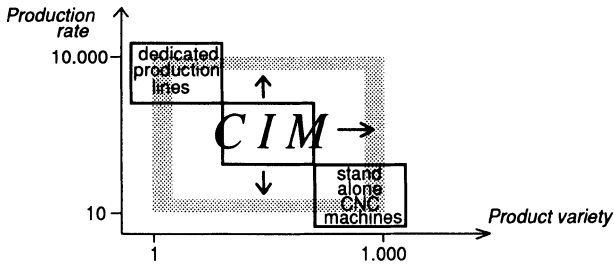 Production
rate
10.000
dedicated
production
lines
CIM
stand
alone
CNC
machines
10
Product variety
1
1.000